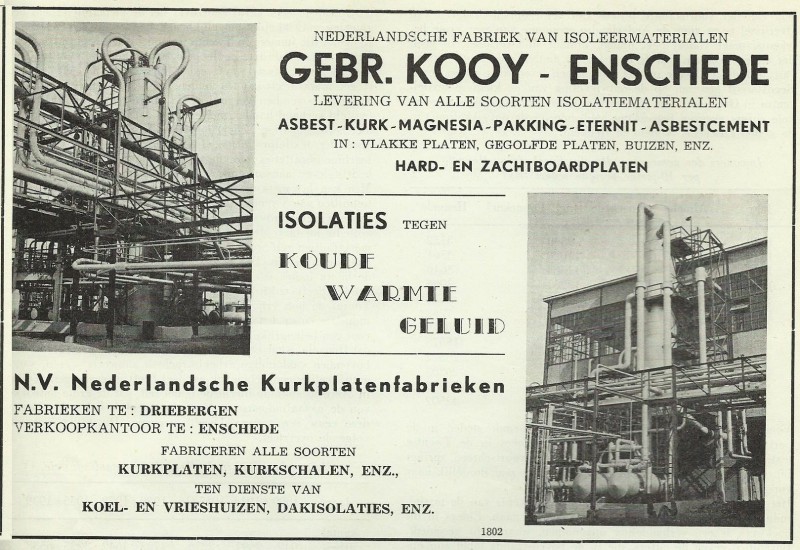 NEDERLANDSCHE FABRIEK VAN ISOLEERMATERIALEN
GEBR. KOOY - ENSCHEDE
LEVERING VAN ALLE SOORTEN ISOLATIEMATERIALEN
ASBEST-KURK-MAGNESIA-PAKKING-ETERNIT-ASBESTCEMENT
IN: VLAKKE PLATEN, GEGOLFDE PLATEN, BUIZEN, ENZ.
HARD- EN ZACHTBOARDPLATEN
ISOLATIES TEGEN
KOUDE
WARMTE
GELUID
N.V. Nederlandsche Kurkplatenfabrieken
FABRIEKEN TE: DRIEBERGEN
VERKOOPKANTOOR TE: ENSCHEDE
FABRICEREN ALLE SOORTEN
KURKPLATEN, KURKSCHALEN, ENZ.,
TEN DIENSTE VAN
KOEL- EN VRIESHUIZEN, DAKISOLATIES, ENZ.
1802